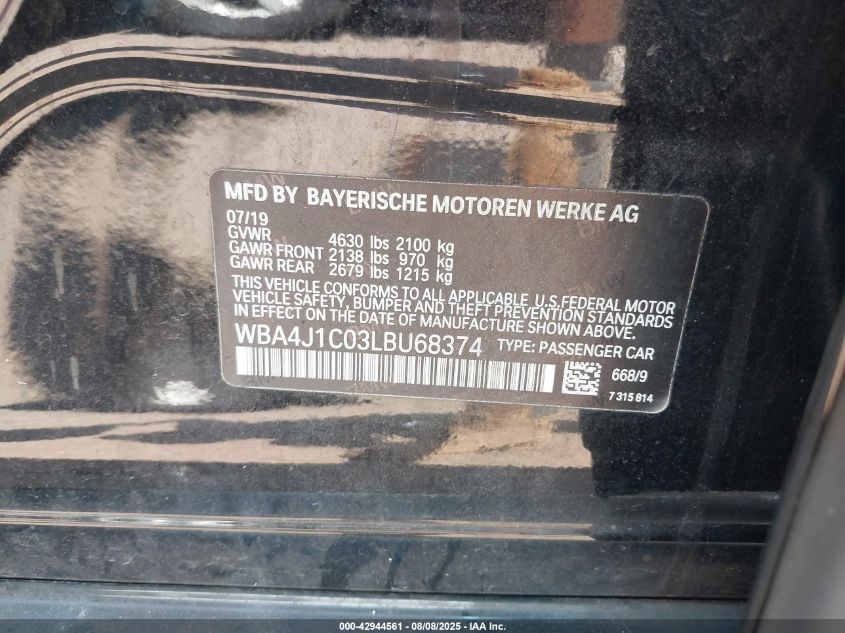 MFD BY BAYERISCHE MOTOREN WERKE AG
07/19
GVWR 4630 lbs 2100 kg
GAWR FRONT 2138 lbs 970 kg
GAWR REAR 2679 lbs 1215 kg
THIS VEHICLE CONFORMS TO ALL APPLICABLE U.S.FEDERAL MOTOR
VEHICLE SAFETY, BUMPER AND THEFT PREVENTION STANDARDS
IN EFFECT ON THE DATE OF MANUFACTURE SHOWN ABOVE.
WBA4J1C03LBU68374 TYPE: PASSENGER CAR
668/9
7 315 814
000-42944561 - 08/08/2025 - IAA Inc.